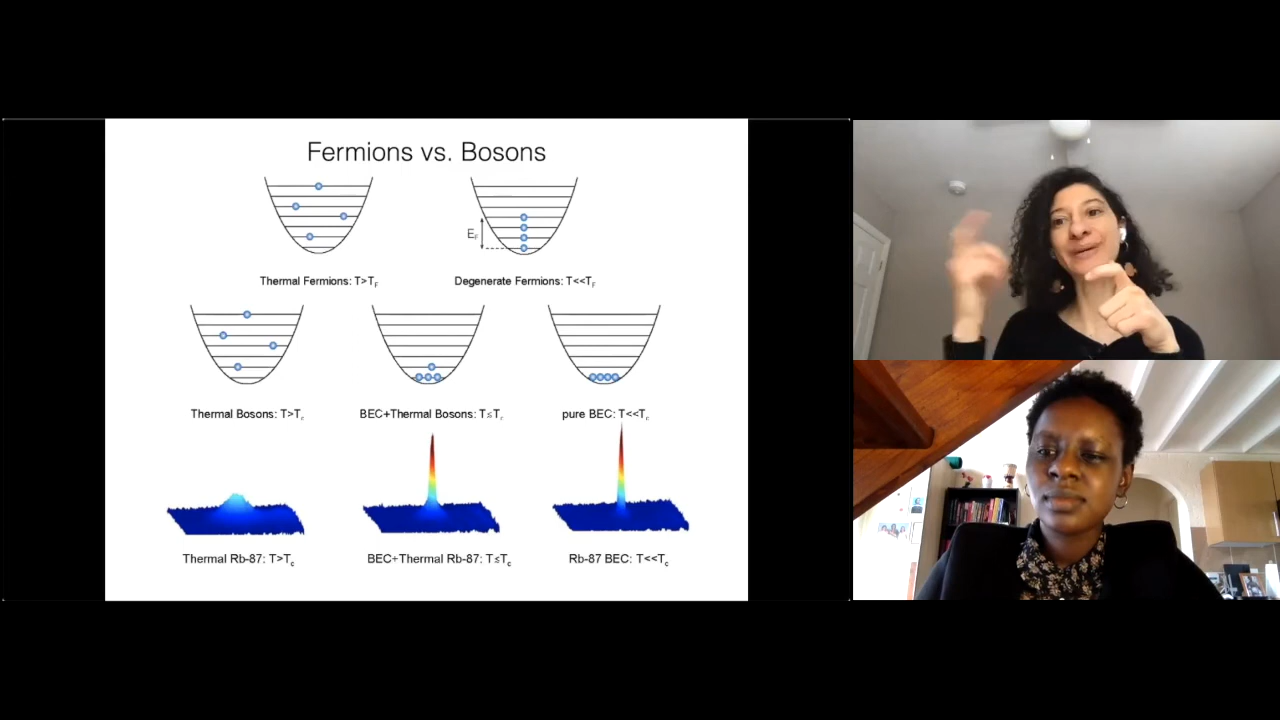 Fermions vs. Bosons
E_F
Thermal Fermions: T>T_F
Degenerate Fermions: T<<T_F
Thermal Bosons: T>T_c
BEC+Thermal Bosons: T≤T_c
pure BEC: T<<T_c
Thermal Rb-87: T>T_c
BEC+Thermal Rb-87: T≤T_c
Rb-87 BEC: T<<T_c